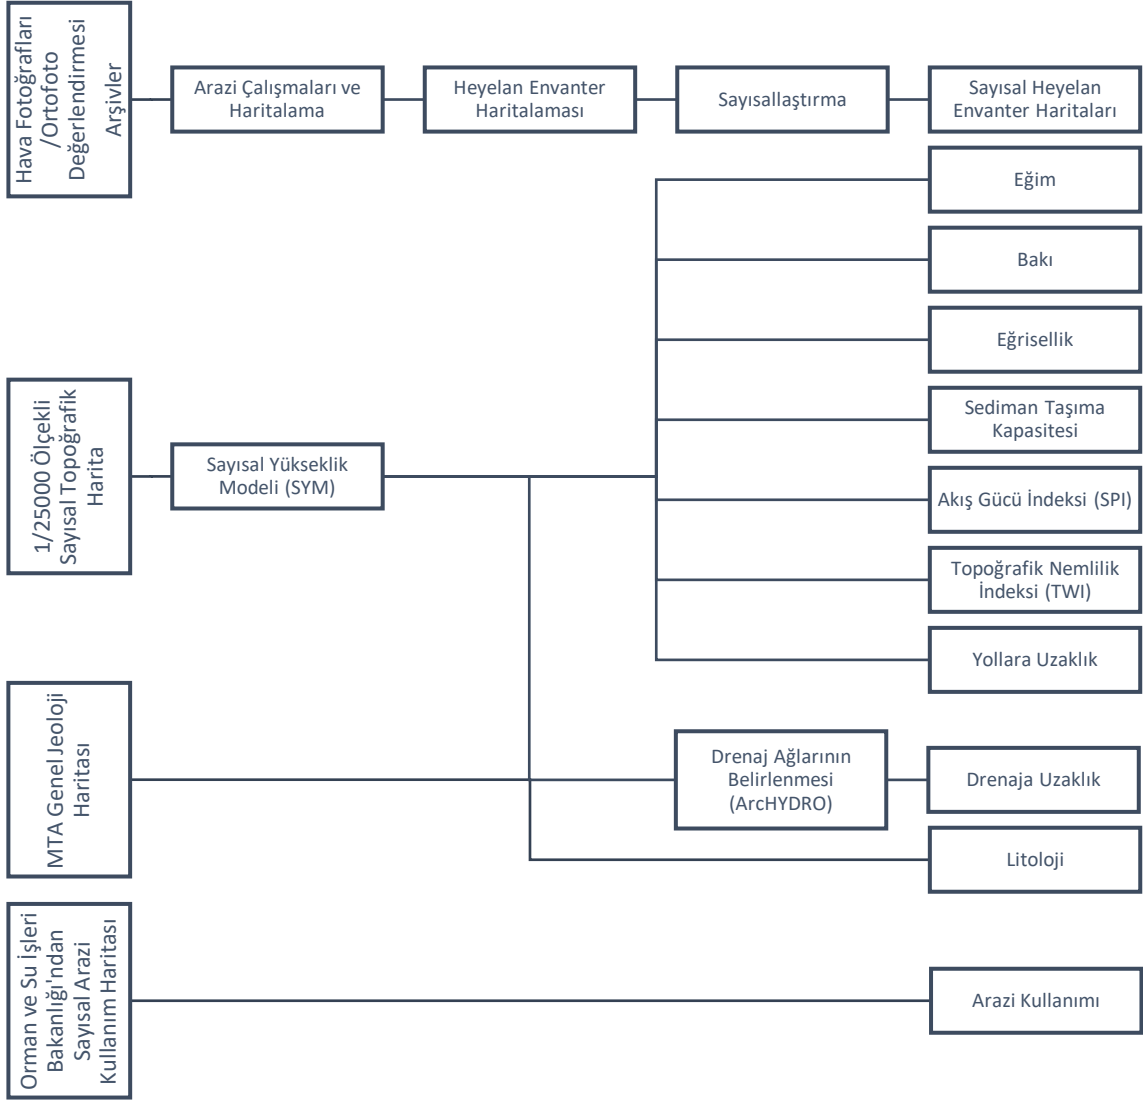 Hava Fotoğrafları
/Ortofoto
Değerlendirmesi
Arşivler
Arazi Çalışmaları ve
Haritalama
Heyelan Envanter
Haritalaması
Sayısallaştırma
Sayısal Heyelan
Envanter Haritaları
1/25000 Ölçekli
Sayısal Topoğrafik
Harita
Sayısal Yükseklik
Modeli (SYM)
Eğim
Bakı
Eğrisellik
Sediman Taşıma
Kapasitesi
Akış Gücü İndeksi (SPI)
Topoğrafik Nemlilik
İndeksi (TWI)
Yollara Uzaklık
MTA Genel Jeoloji
Haritası
Drenaj Ağlarının
Belirlenmesi
(ArcHYDRO)
Drenaja Uzaklık
Litoloji
Orman ve Su İşleri
Bakanlığı'ndan
Sayısal Arazi
Kullanım Haritası
Arazi Kullanımı